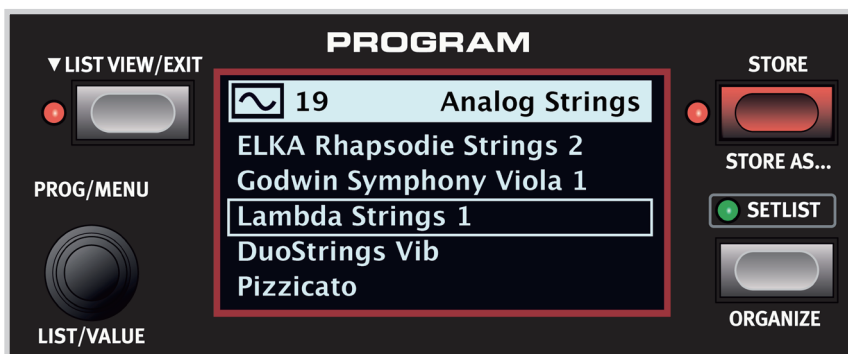 PROGRAM
▼LIST VIEW/EXIT
STORE
19 Analog Strings
ELKA Rhapsodie Strings 2
Godwin Symphony Viola 1
Lambda Strings 1
DuoStrings Vib
Pizzicato
STORE AS...
PROG/MENU
SETLIST
ORGANIZE
LIST/VALUE